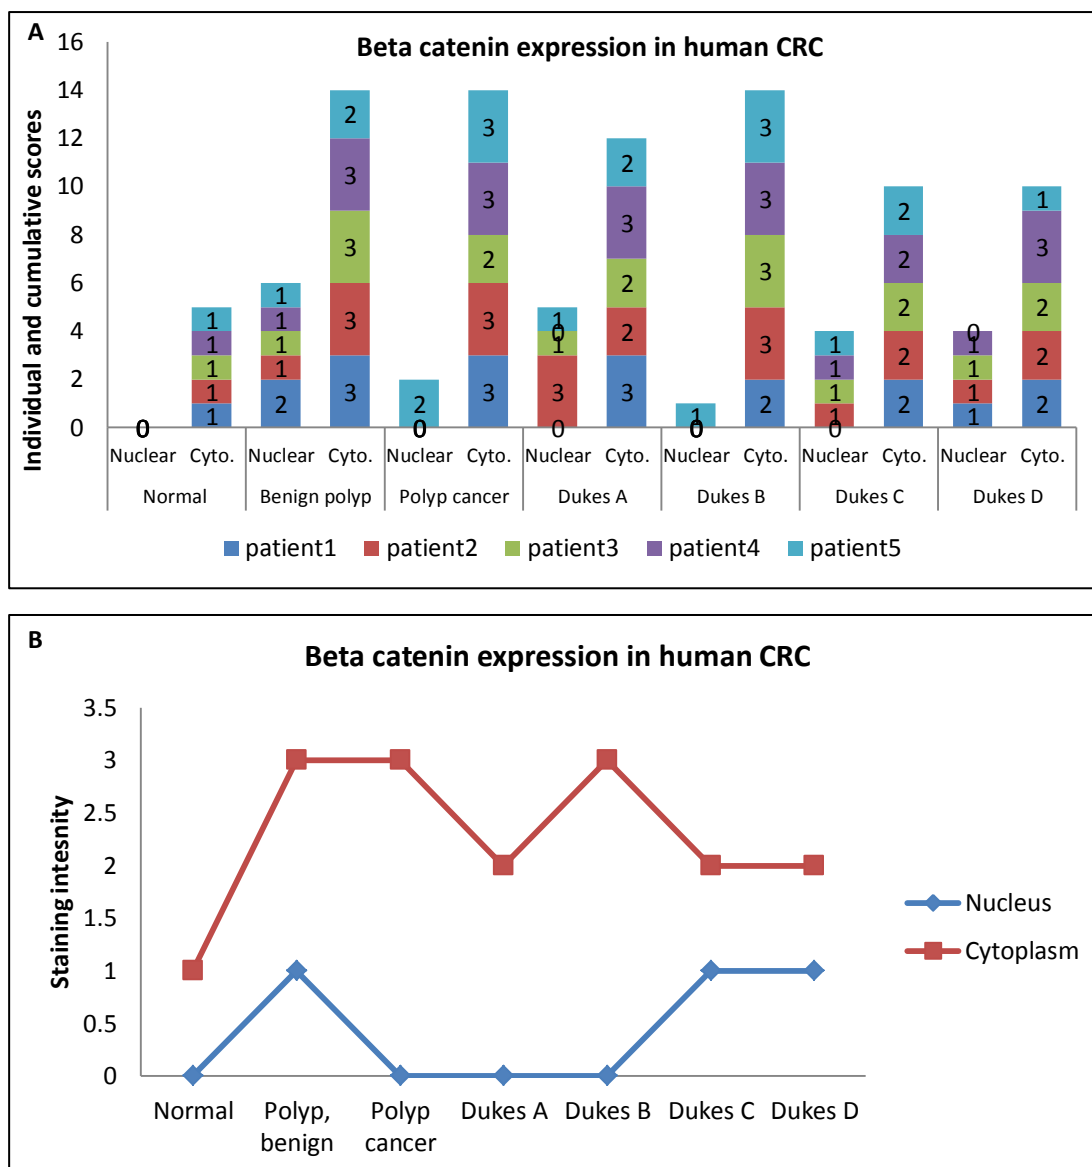 A
Beta catenin expression in human CRC
Individual and cumulative scores
16
14
12
10
8
6
4
2
0
0 0
1 1 1 1 1
2 1 1 1 1
3 3 3 3 2
0 0 2
3 3 2 3 3
0 3 1 0 1
3 2 2 3 2
0 0 1
2 3 3 3 3
0 1 1 1 1
2 2 2 2 2
1 1 1 1 0
2 2 2 3 1
Nuclear Cyto. Nuclear Cyto. Nuclear Cyto. Nuclear Cyto. Nuclear Cyto. Nuclear Cyto. Nuclear Cyto.
Normal Benign polyp Polyp cancer Dukes A Dukes B Dukes C Dukes D
patient1 patient2 patient3 patient4 patient5
B
Beta catenin expression in human CRC
Staining intesnity
3.5
3
2.5
2
1.5
1
0.5
0
Normal Polyp, Polyp Dukes A Dukes B Dukes C Dukes D
benign cancer
Nucleus
Cytoplasm